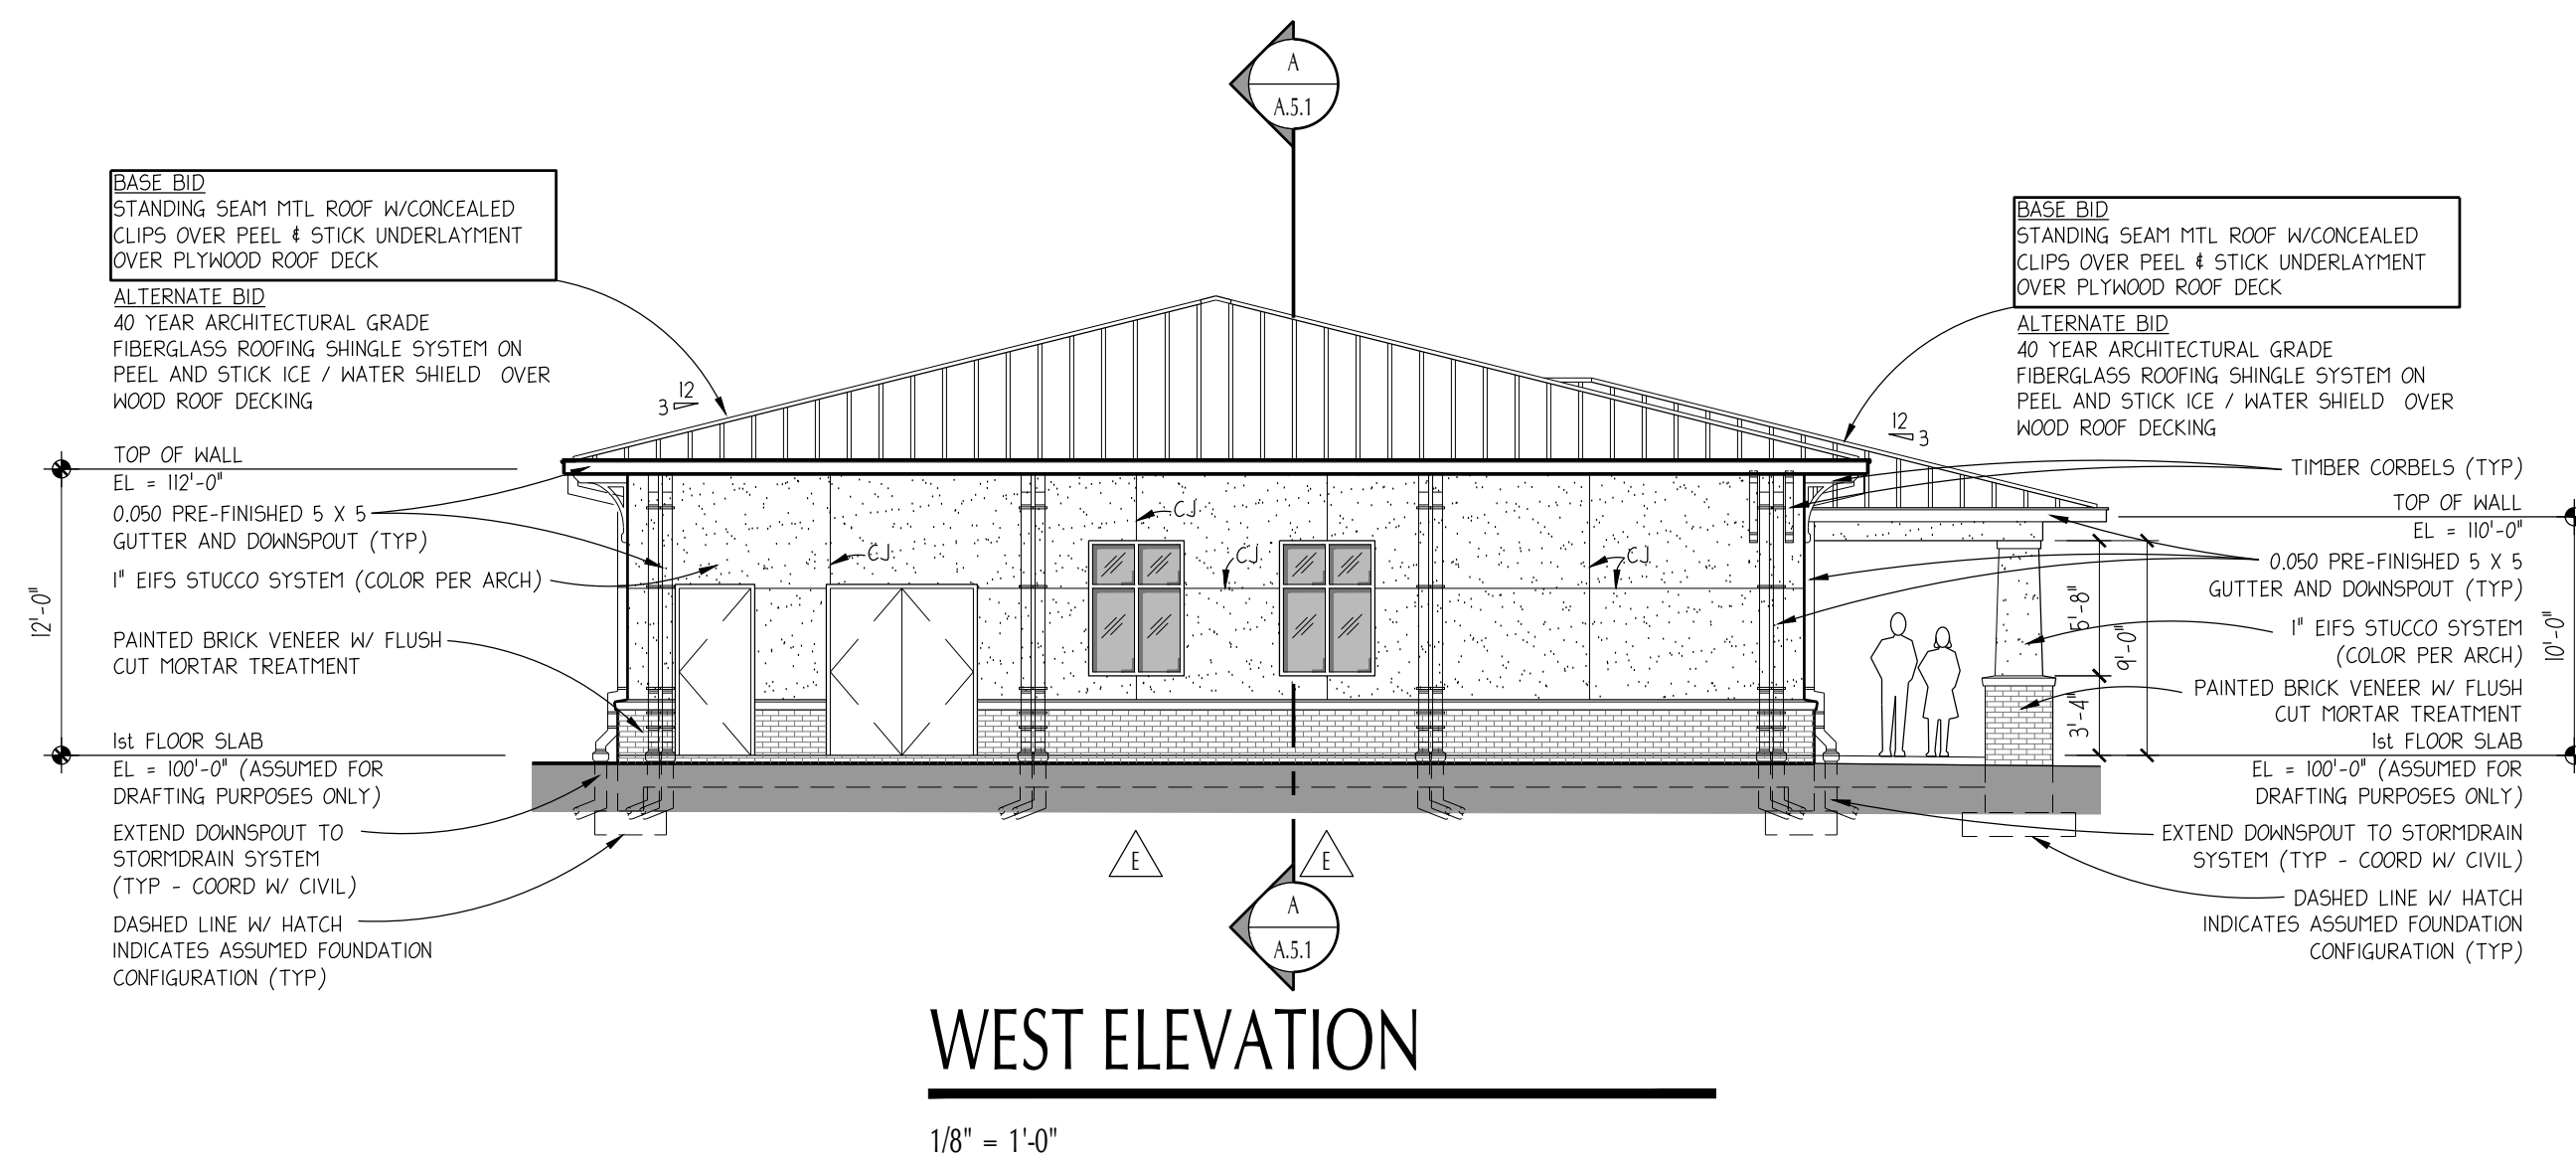 A
A.5.1
BASE BID
STANDING SEAM MTL ROOF W/CONCEALED
CLIPS OVER PEEL & STICK UNDERLAYMENT
OVER PLYWOOD ROOF DECK
ALTERNATE BID
40 YEAR ARCHITECTURAL GRADE
FIBERGLASS ROOFING SHINGLE SYSTEM ON
PEEL AND STICK ICE / WATER SHIELD OVER
WOOD ROOF DECKING
TOP OF WALL
EL = 112'-0"
0.050 PRE-FINISHED 5 X 5
GUTTER AND DOWNSPOUT (TYP)
1" EIFS STUCCO SYSTEM (COLOR PER ARCH)
12'-0"
PAINTED BRICK VENEER W/ FLUSH
CUT MORTAR TREATMENT
1st FLOOR SLAB
EL = 100'-0" (ASSUMED FOR
DRAFTING PURPOSES ONLY)
EXTEND DOWNSPOUT TO
STORMDRAIN SYSTEM
(TYP - COORD W/ CIVIL)
DASHED LINE W/ HATCH
INDICATES ASSUMED FOUNDATION
CONFIGURATION (TYP)
12
3
CJ
CJ
CJ
CJ
12
3
BASE BID
STANDING SEAM MTL ROOF W/CONCEALED
CLIPS OVER PEEL & STICK UNDERLAYMENT
OVER PLYWOOD ROOF DECK
ALTERNATE BID
40 YEAR ARCHITECTURAL GRADE
FIBERGLASS ROOFING SHINGLE SYSTEM ON
PEEL AND STICK ICE / WATER SHIELD OVER
WOOD ROOF DECKING
TIMBER CORBELS (TYP)
TOP OF WALL
EL = 110'-0"
0.050 PRE-FINISHED 5 X 5
GUTTER AND DOWNSPOUT (TYP)
5'-8"
9'-0"
3'-4"
10'-0"
1" EIFS STUCCO SYSTEM
(COLOR PER ARCH)
PAINTED BRICK VENEER W/ FLUSH
CUT MORTAR TREATMENT
1st FLOOR SLAB
EL = 100'-0" (ASSUMED FOR
DRAFTING PURPOSES ONLY)
EXTEND DOWNSPOUT TO STORMDRAIN
SYSTEM (TYP - COORD W/ CIVIL)
DASHED LINE W/ HATCH
INDICATES ASSUMED FOUNDATION
CONFIGURATION (TYP)
E
E
A
A.5.1
WEST ELEVATION
1/8" = 1'-0"